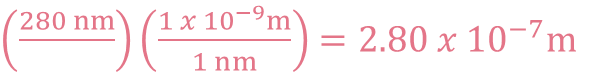 (280 nm/) (1 x 10⁻⁹m/1 nm) = 2.80 x 10⁻⁷m